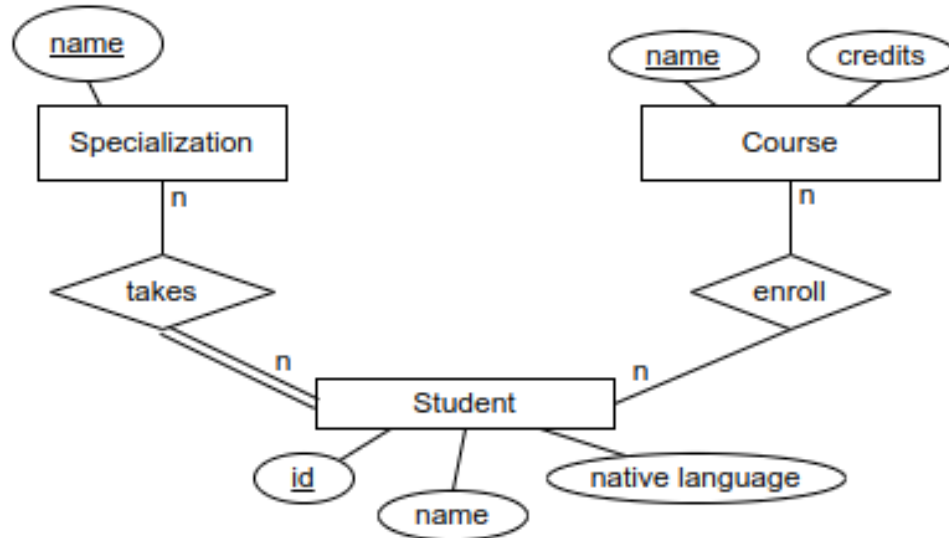 name
name
credits
Specialization
Course
n
n
takes
enroll
n
n
Student
id
native language
name